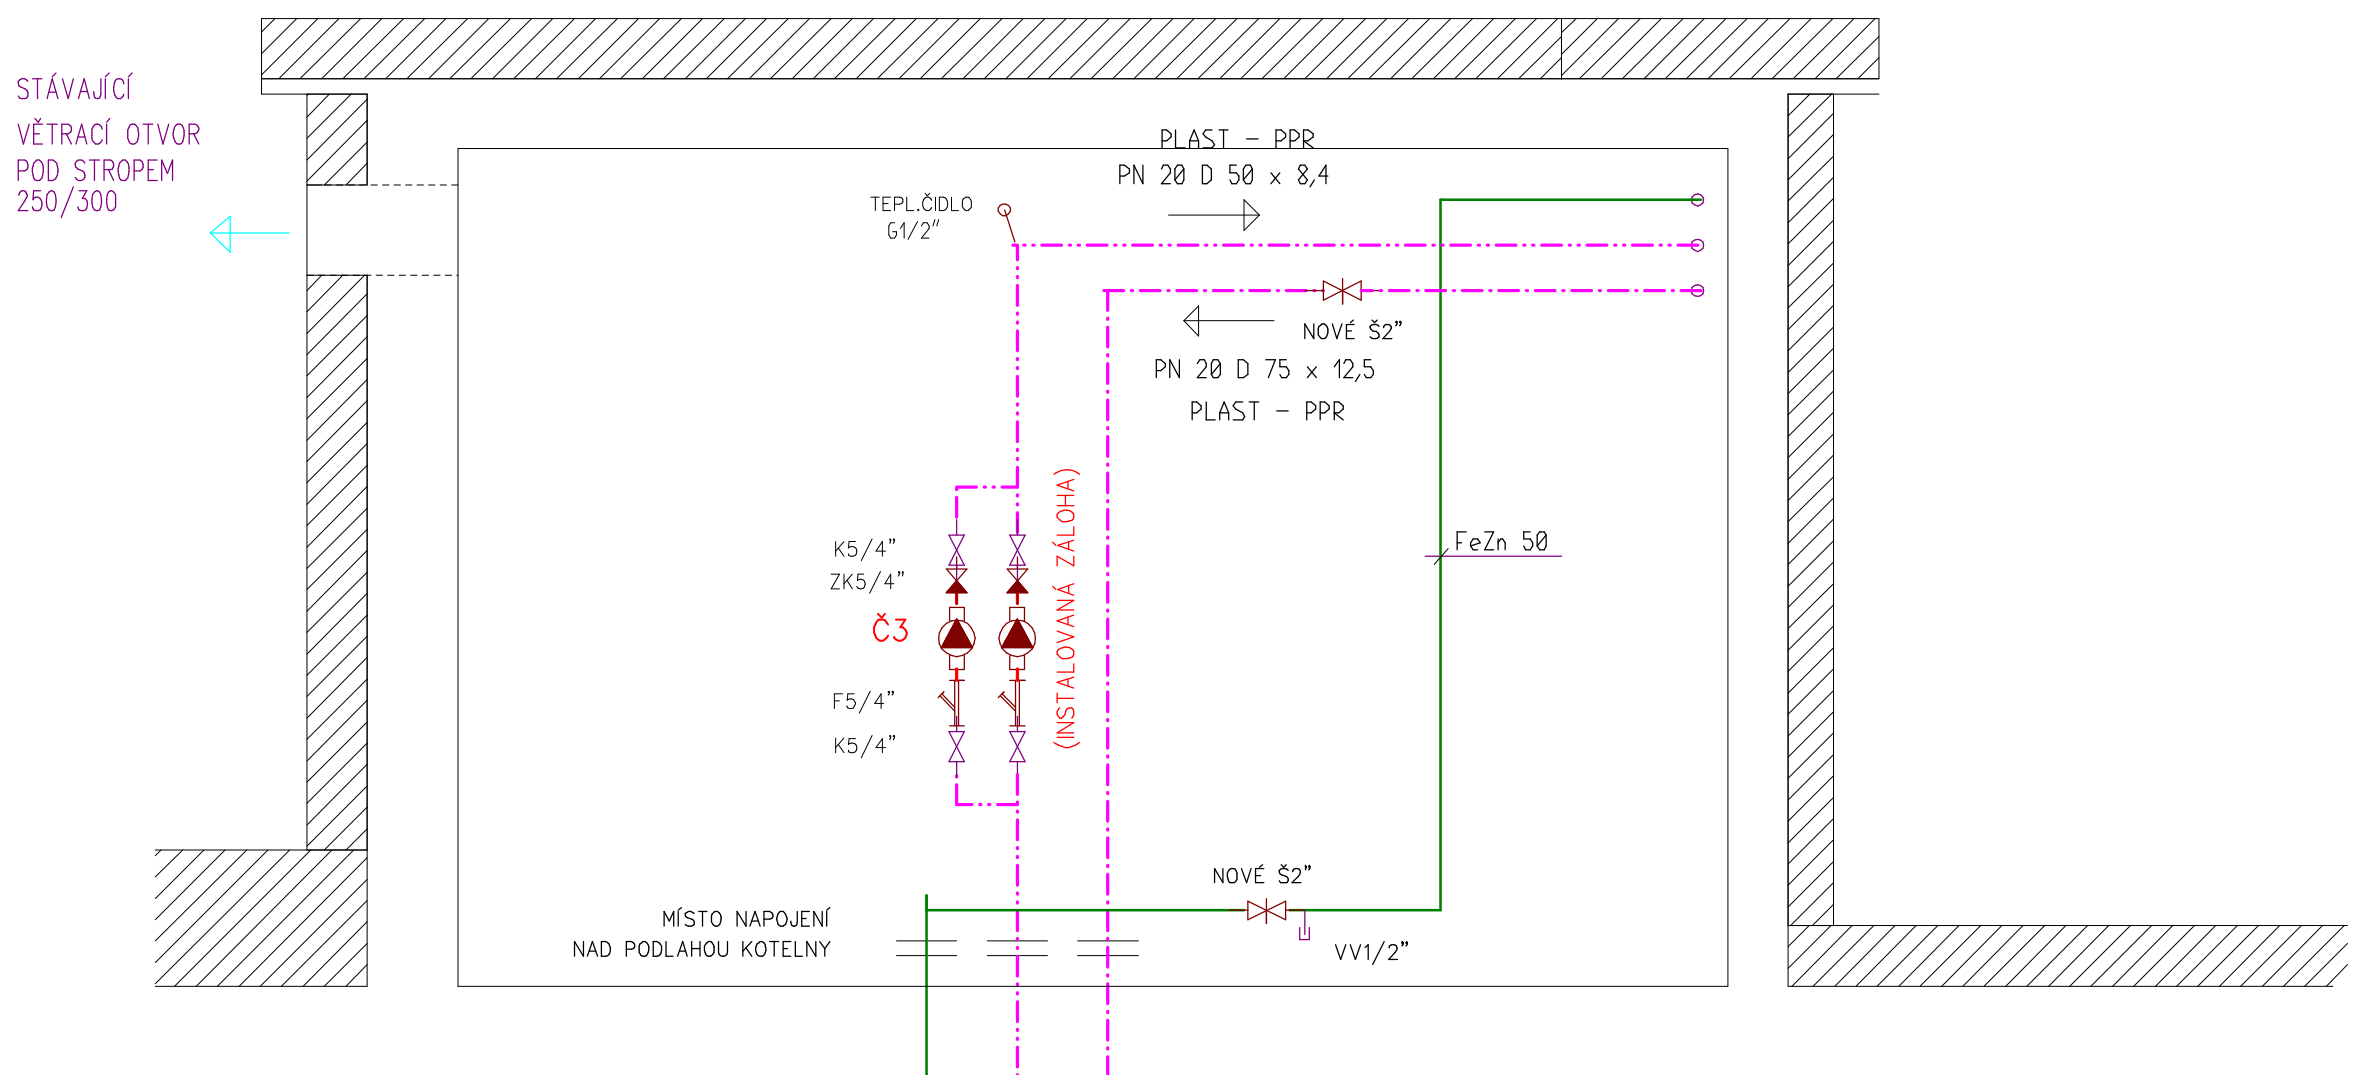 STÁVAJÍCÍ
VĚTRACÍ OTVOR
POD STROPEM
250/300
PLAST – PPR
PN 20 D 50 x 8,4
TEPL.ČIDLO
G1/2"
NOVÉ Š2"
PN 20 D 75 x 12,5
PLAST – PPR
FeZn 50
K5/4"
ZK5/4"
Č3
(INSTALOVANÁ ZÁLOHA)
F5/4"
K5/4"
NOVÉ Š2"
MÍSTO NAPOJENÍ
NAD PODLAHOU KOTELNY
VV1/2"